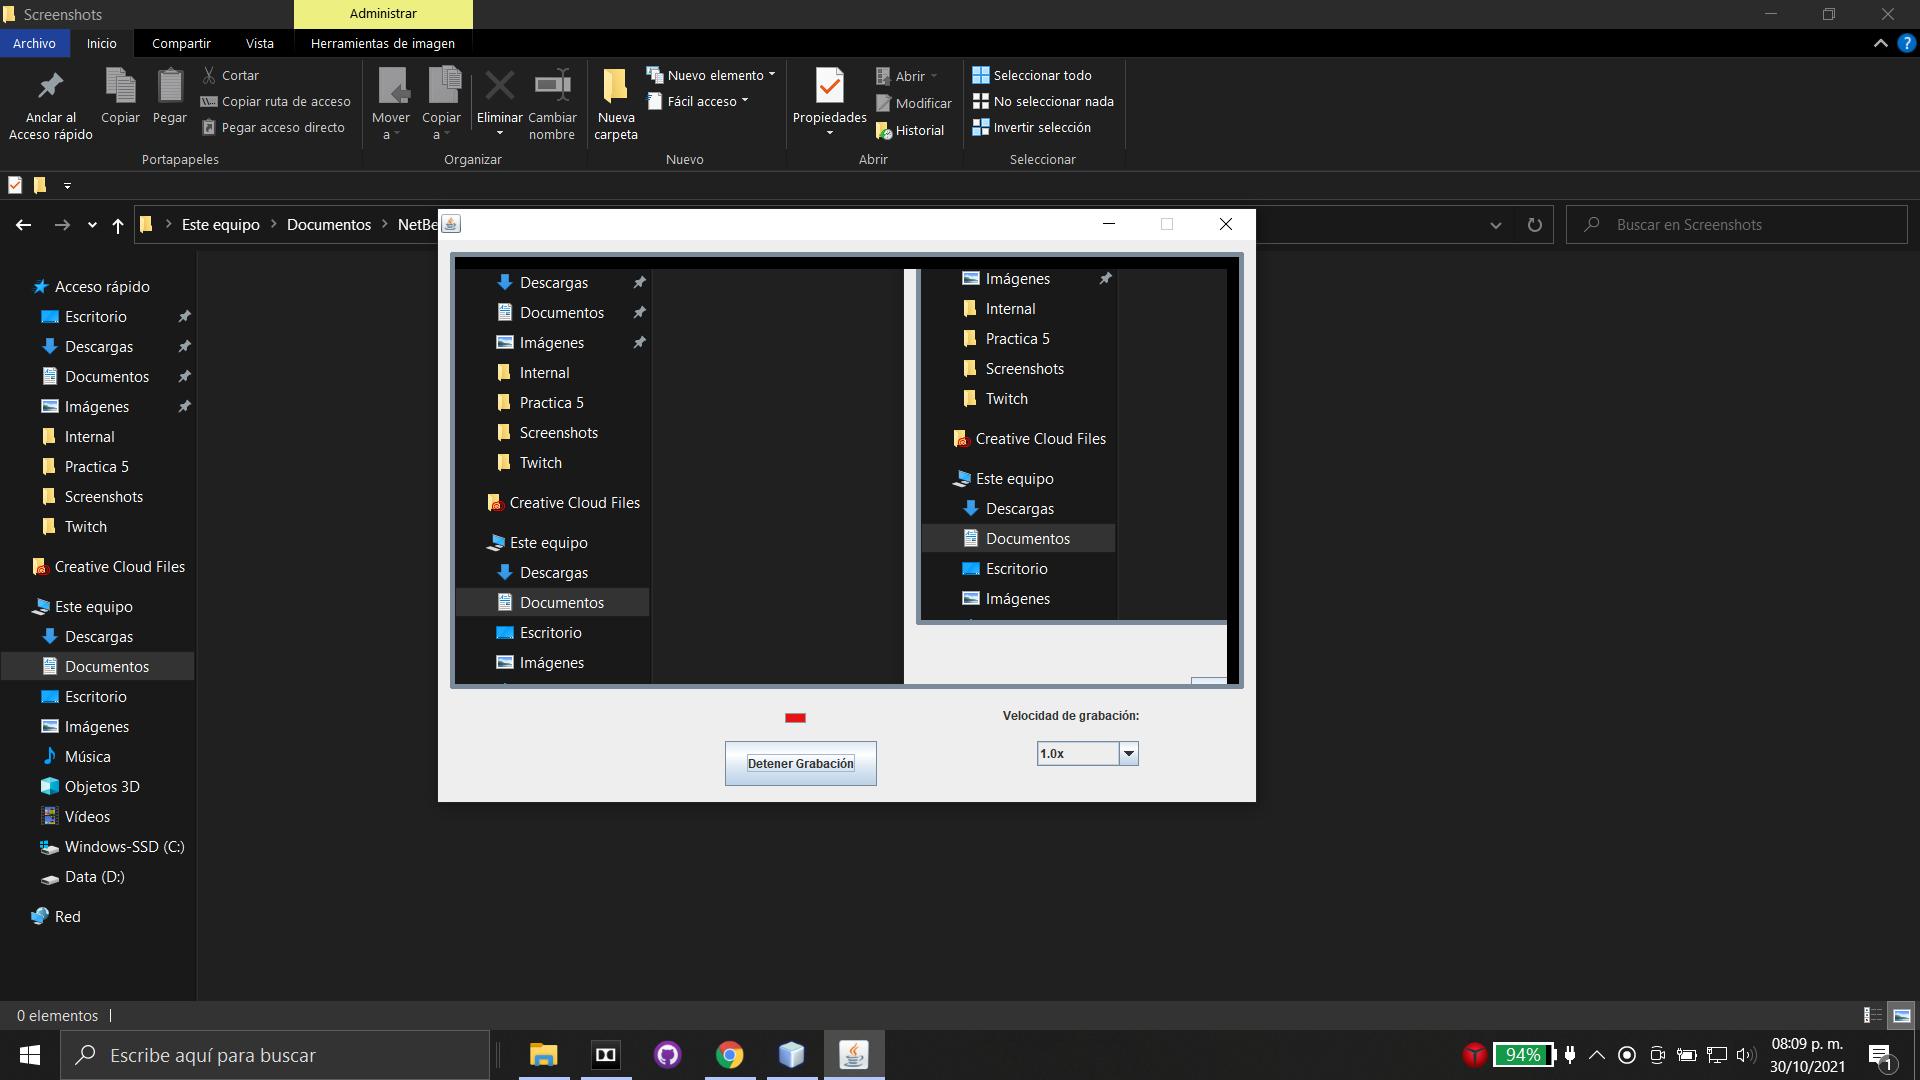 Screenshots
Administrar
Archivo
Inicio
Compartir
Vista
Herramientas de imagen
Anclar al
Acceso rápido
Copiar
Pegar
Cortar
Copiar ruta de acceso
Pegar acceso directo
Portapapeles
Mover
a
Copiar
a
Eliminar
Cambiar
nombre
Organizar
Nueva
carpeta
Nuevo elemento
Fácil acceso
Nuevo
Propiedades
Abrir
Modificar
Historial
Abrir
Seleccionar todo
No seleccionar nada
Invertir selección
Seleccionar
Este equipo
Documentos
Buscar en Screenshots
Acceso rápido
Escritorio
Descargas
Documentos
Imágenes
Internal
Practica 5
Screenshots
Twitch
Creative Cloud Files
Este equipo
Descargas
Documentos
Escritorio
Imágenes
Música
Objetos 3D
Vídeos
Windows-SSD (C:)
Data (D:)
Red
Descargas
Documentos
Imágenes
Internal
Practica 5
Screenshots
Twitch
Creative Cloud Files
Este equipo
Descargas
Documentos
Escritorio
Imágenes
Imágenes
Internal
Practica 5
Screenshots
Twitch
Creative Cloud Files
Este equipo
Descargas
Documentos
Escritorio
Imágenes
Velocidad de grabación:
Detener Grabación
1.0x
0 elementos
Escribe aquí para buscar
94%
08:09 p. m.
30/10/2021
1